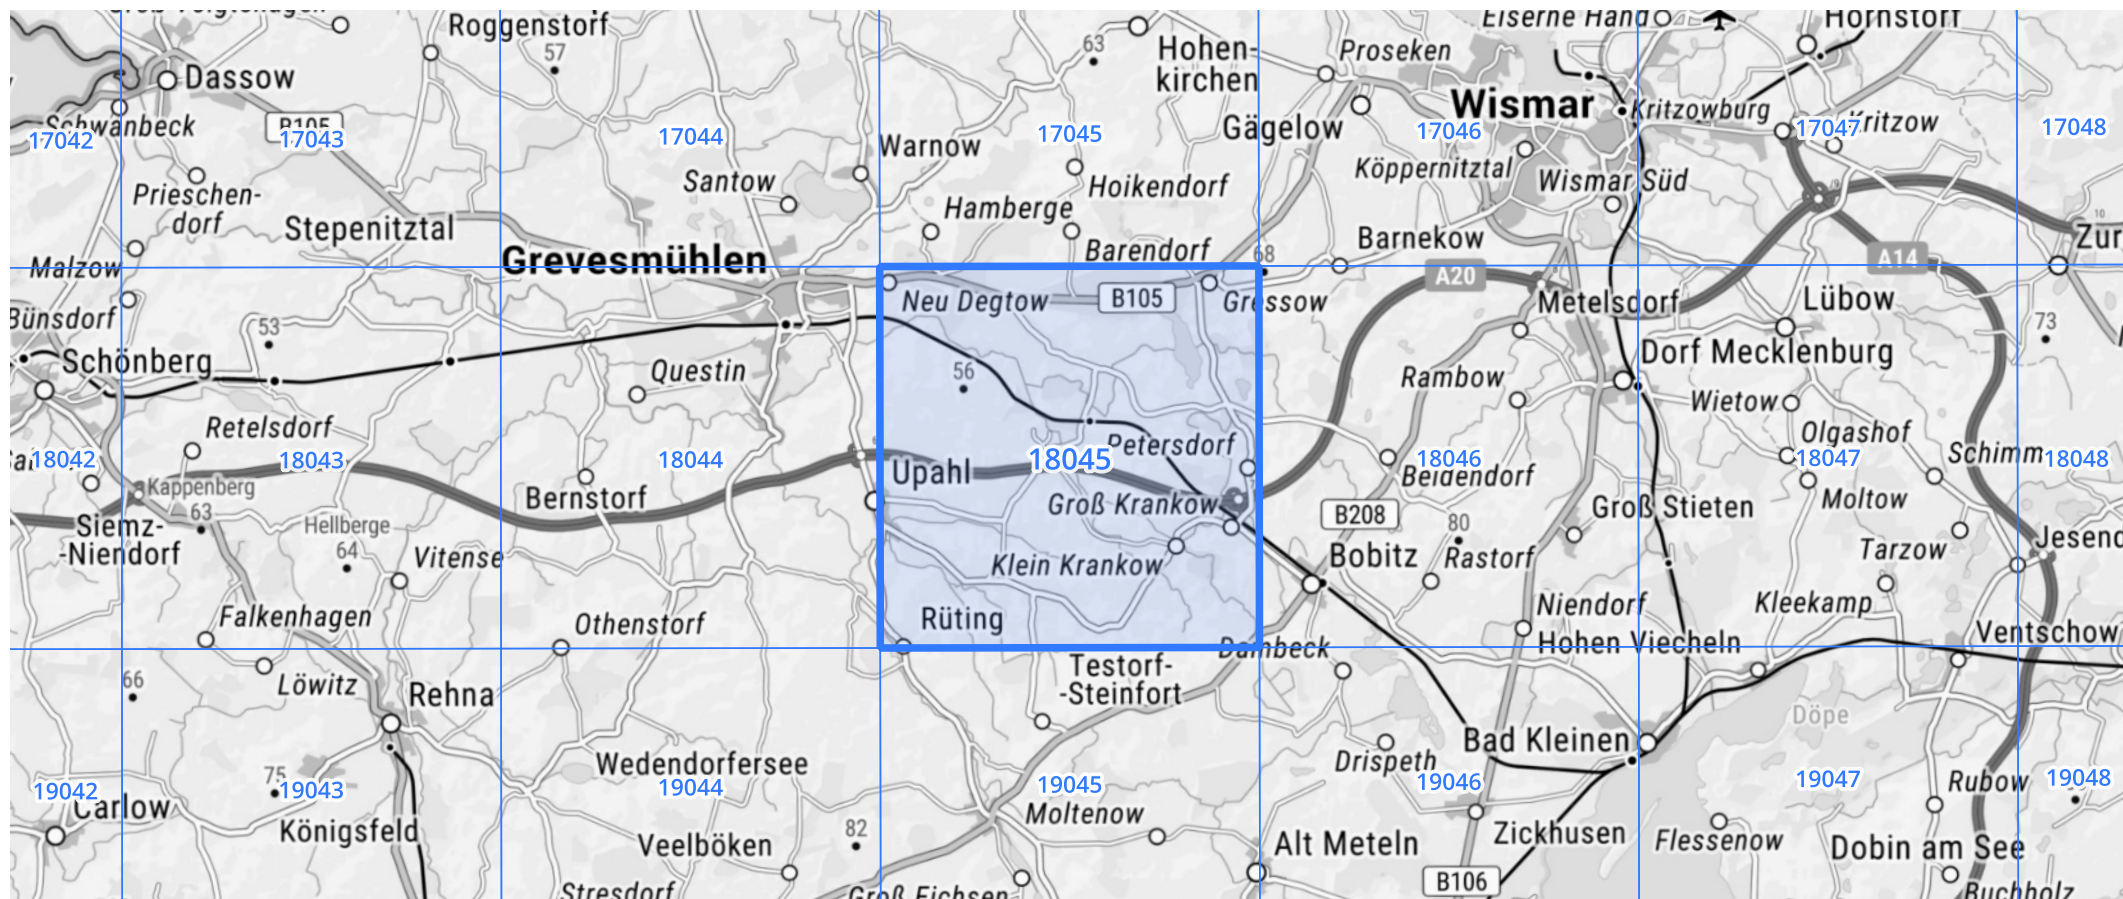 Roggenstorf
57
63
Hohen-
kirchen
Proseken
Eiserne Hand
Hornstorf
Dassow
Schwanbeck
B105
17042
17043
17044
Warnow
17045
Gägelow
17046
Wismar
Kritzowburg
17047
Kritzow
17048
Prieschen-
dorf
Santow
Hoikendorf
Köppernitztal
Wismar Süd
Stepenitztal
Hamberge
Barendorf
Barnekow
10
Malzow
Grevesmühlen
68
A20
A14
Neu Degtow
B105
Gressow
Metelsdorf
Lübow
Bünsdorf
53
73
Schönberg
Questin
56
Rambow
Dorf Mecklenburg
Wietow
Retelsdorf
Petersdorf
Olgashof
18042
18043
18044
Upahl
18045
18046
Beidendorf
18047
Schimm
18048
Kappenberg
63
Bernstorf
Groß Krankow
B208
80
Groß Stieten
Moltow
Siemz-
-Niendorf
Hellberge
64
Vitense
Klein Krankow
Bobitz
Rastorf
Tarzow
Falkenhagen
Othenstorf
Rüting
Dambeck
Niendorf
Hohen Viecheln
Kleekamp
Ventschow
66
Löwitz
Rehna
Testorf-
-Steinfort
Döpe
Bad Kleinen
Wedendorfersee
Drispeth
75
19042
19043
19044
19045
19046
19047
Rubow
19048
Carlow
Königsfeld
Veelböken
82
Moltenow
Alt Meteln
Zickhusen
Flessenow
Dobin am See
B106
Stresdorf
Groß Eichsen
Buchholz